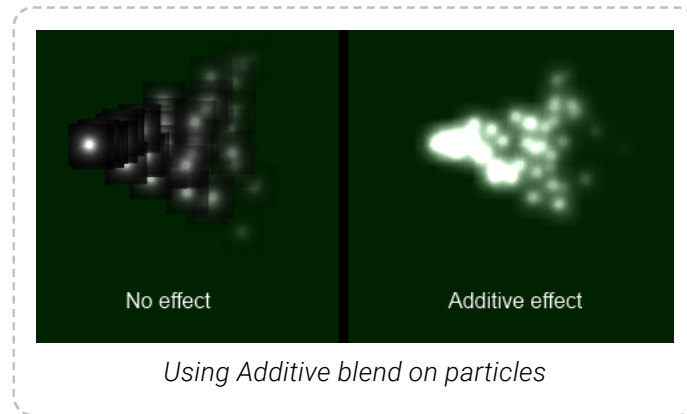 No effect
Additive effect
Using Additive blend on particles